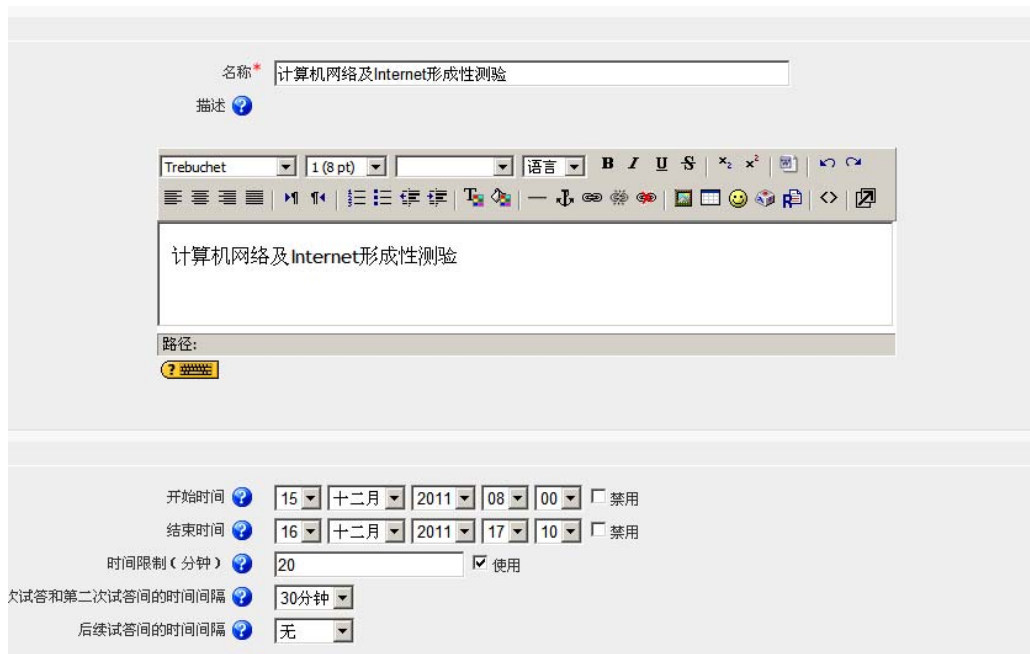 名称*
计算机网络及Internet形成性测验
描述
Trebuchet 1 (8 pt) 语言 B I U S x₂ x²
计算机网络及Internet形成性测验
路径:
开始时间 15 十二月 2011 08 00 禁用
结束时间 16 十二月 2011 17 10 禁用
时间限制(分钟) 20 使用
次试答和第二次试答间的时间间隔 30分钟
后续试答间的时间间隔 无